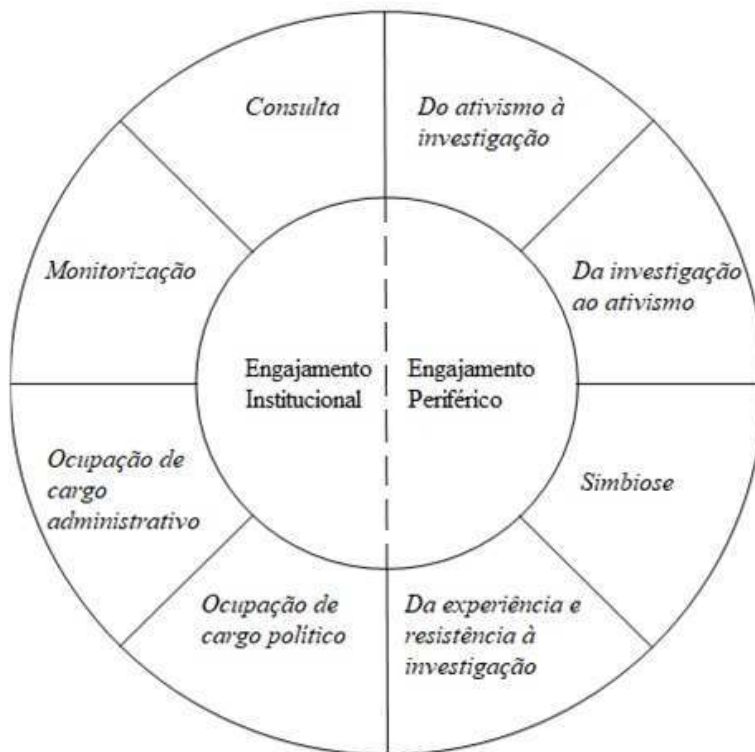 Consulta
Do ativismo à
investigação
Monitorização
Da investigação
ao ativismo
Engajamento
Institucional
Engajamento
Periférico
Ocupação de
cargo
administrativo
Simbiose
Ocupação de
cargo político
Da experiência e
resistência à
investigação